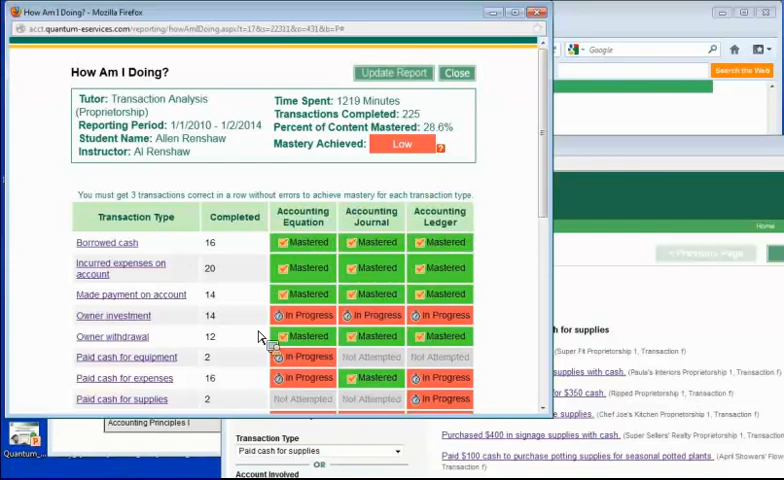 How Am I Doing? - Mozilla Firefox
acct.quantum-eservices.com/reporting/howAmIDoing.aspx?t=17&s=22311&o=431&b=P#
Google
Search the Web
How Am I Doing?
Update Report
Close
Tutor: Transaction Analysis
(Proprietorship)
Reporting Period: 1/1/2010 - 1/2/2014
Student Name: Allen Renshaw
Instructor: Al Renshaw
Time Spent: 1219 Minutes
Transactions Completed: 225
Percent of Content Mastered: 28.6%
Mastery Achieved: Low ?
You must get 3 transactions correct in a row without errors to achieve mastery for each transaction type.
Transaction Type Completed Accounting Equation Accounting Journal Accounting Ledger
Borrowed cash 16 Mastered Mastered Mastered
Incurred expenses on account 20 Mastered Mastered Mastered
Made payment on account 14 Mastered Mastered Mastered
Owner investment 14 In Progress In Progress In Progress
Owner withdrawal 12 Mastered Mastered Mastered
Paid cash for equipment 2 In Progress Not Attempted Not Attempted
Paid cash for expenses 16 In Progress Mastered In Progress
Paid cash for supplies 2 Not Attempted Not Attempted In Progress
Home
< Previous Page
h for supplies
(Super Fit Proprietorship 1, Transaction f)
supplies with cash. (Paula's Interiors Proprietorship 1,
for $350 cash. (Ripped Proprietorship 1, Transaction f)
supplies. (Chef Joe's Kitchen Proprietorship 1, Transaction
Purchased $400 in signage supplies with cash. (Super Sellers' Realty Proprietorship 1,
Paid $100 cash to purchase potting supplies for seasonal potted plants. (April Showers' Flow
Transaction f)
Accounting Principles I
Quantum_...
Transaction Type
Paid cash for supplies
OR
Account Involved